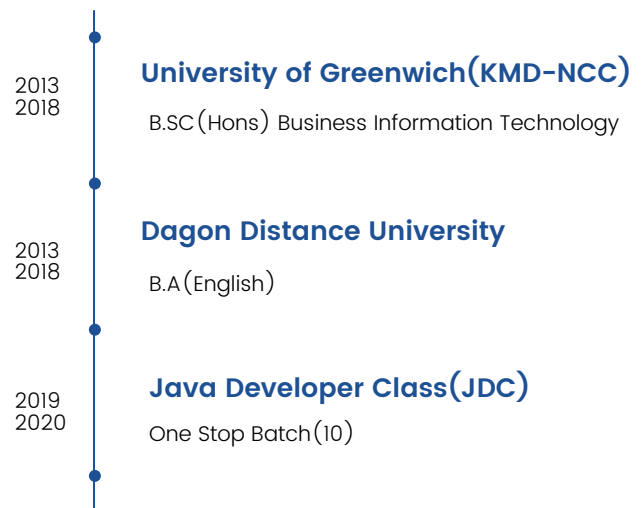 2013
2018
University of Greenwich(KMD-NCC)
B.SC(Hons) Business Information Technology
2013
2018
Dagon Distance University
B.A(English)
2019
2020
Java Developer Class(JDC)
One Stop Batch(10)